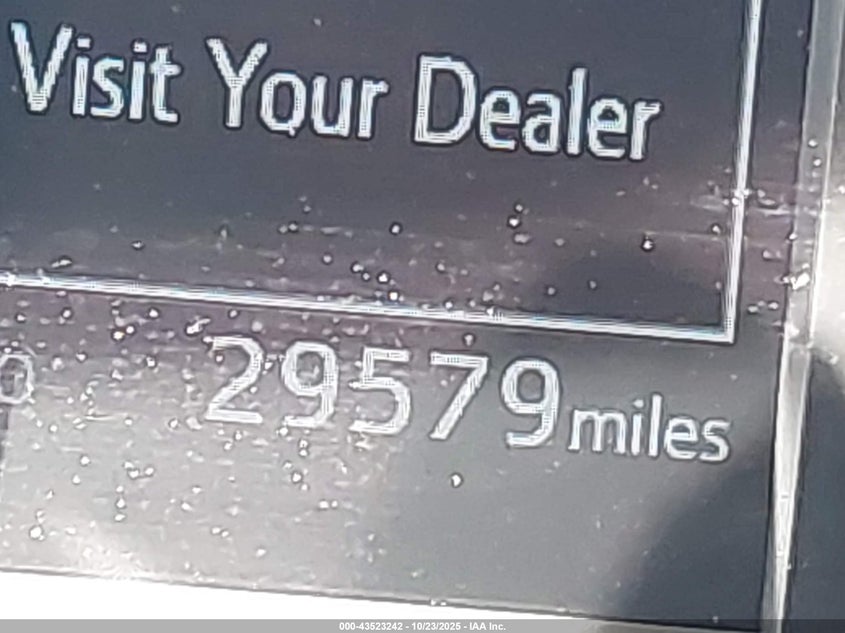 Visit Your Dealer
29579 miles
000-43523242 - 10/23/2025 - IAA Inc.